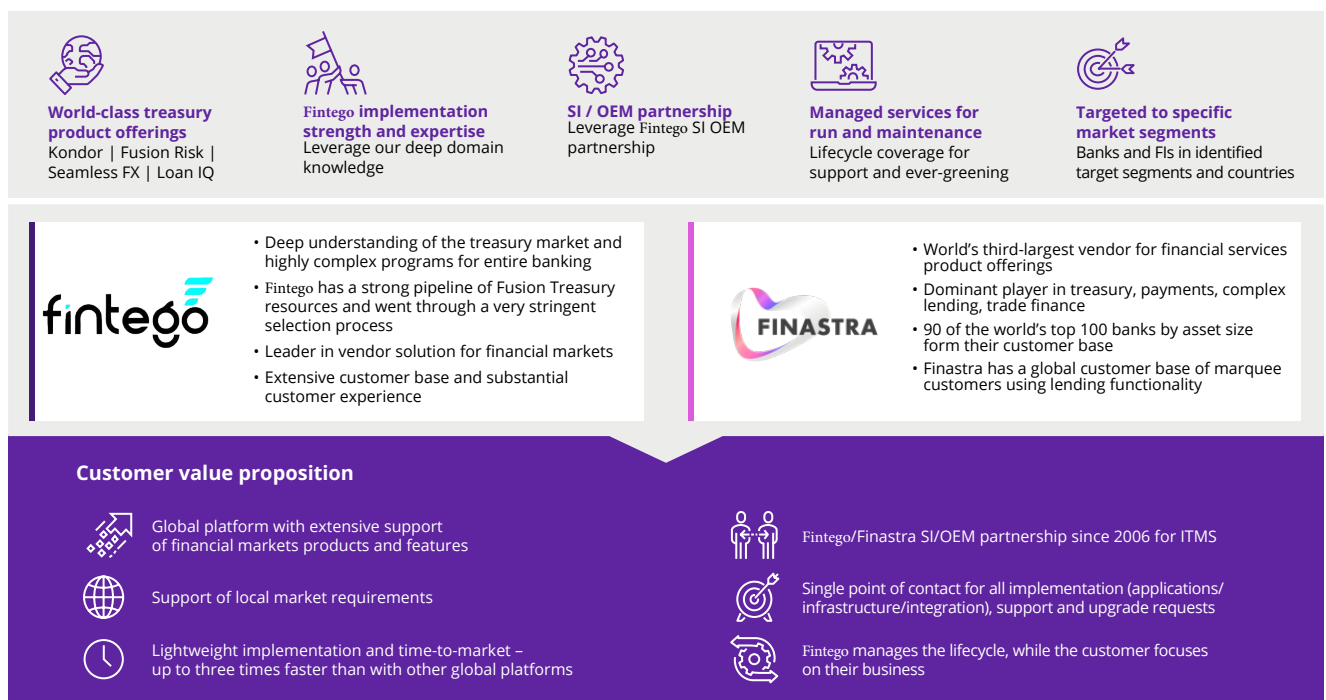 World-class treasury
product offerings
Kondor | Fusion Risk |
Seamless FX | Loan IQ
Fintego implementation
strength and expertise
Leverage our deep domain
knowledge
SI / OEM partnership
Leverage Fintego SI OEM
partnership
Managed services for
run and maintenance
Lifecycle coverage for
support and ever-greening
Targeted to specific
market segments
Banks and FIs in identified
target segments and countries
fintego
• Deep understanding of the treasury market and
highly complex programs for entire banking
• Fintego has a strong pipeline of Fusion Treasury
resources and went through a very stringent
selection process
• Leader in vendor solution for financial markets
• Extensive customer base and substantial
customer experience
FINASTRA
• World’s third-largest vendor for financial services
product offerings
• Dominant player in treasury, payments, complex
lending, trade finance
• 90 of the world’s top 100 banks by asset size
form their customer base
• Finastra has a global customer base of marquee
customers using lending functionality
Customer value proposition
Global platform with extensive support
of financial markets products and features
Support of local market requirements
Lightweight implementation and time-to-market –
up to three times faster than with other global platforms
Fintego/Finastra SI/OEM partnership since 2006 for ITMS
Single point of contact for all implementation (applications/
infrastructure/integration), support and upgrade requests
Fintego manages the lifecycle, while the customer focuses
on their business